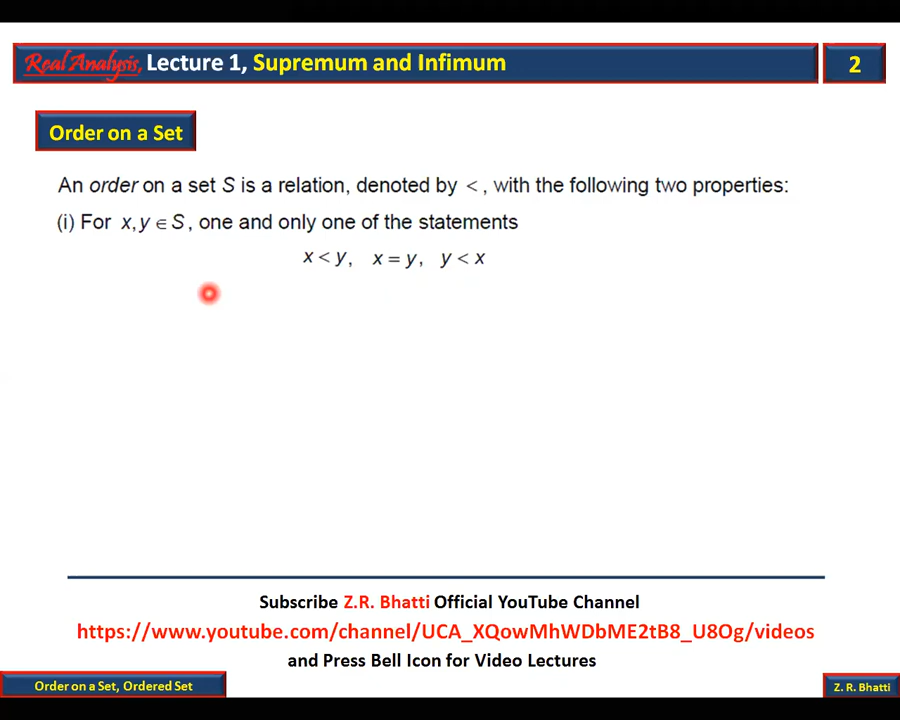 Real Analysis, Lecture 1, Supremum and Infimum
2
Order on a Set
An order on a set S is a relation, denoted by <, with the following two properties:
(i) For x, y ∈ S, one and only one of the statements
x < y, x = y, y < x
Subscribe Z.R. Bhatti Official YouTube Channel
https://www.youtube.com/channel/UCA_XQowMhWDbME2tB8_U8Og/videos
and Press Bell Icon for Video Lectures
Order on a Set, Ordered Set
Z. R. Bhatti